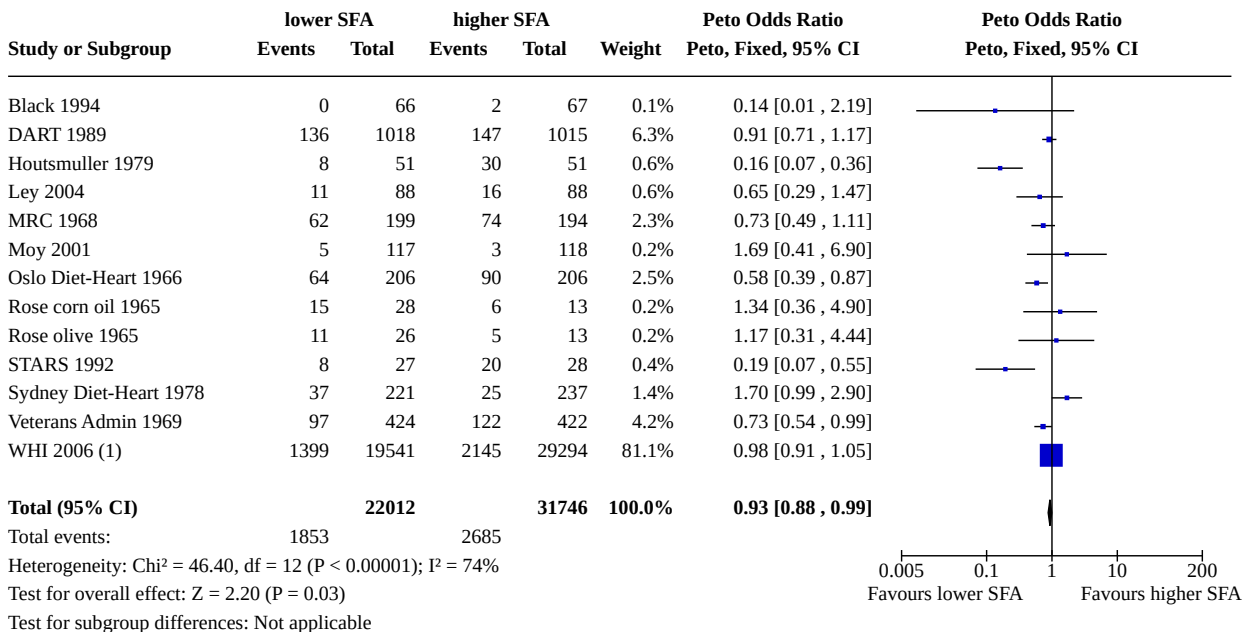 lower SFA higher SFA Peto Odds Ratio Peto Odds Ratio
Study or Subgroup Events Total Events Total Weight Peto, Fixed, 95% CI Peto, Fixed, 95% CI
Black 1994 0 66 2 67 0.1% 0.14 [0.01 , 2.19]
DART 1989 136 1018 147 1015 6.3% 0.91 [0.71 , 1.17]
Houtsmuller 1979 8 51 30 51 0.6% 0.16 [0.07 , 0.36]
Ley 2004 11 88 16 88 0.6% 0.65 [0.29 , 1.47]
MRC 1968 62 199 74 194 2.3% 0.73 [0.49 , 1.11]
Moy 2001 5 117 3 118 0.2% 1.69 [0.41 , 6.90]
Oslo Diet-Heart 1966 64 206 90 206 2.5% 0.58 [0.39 , 0.87]
Rose corn oil 1965 15 28 6 13 0.2% 1.34 [0.36 , 4.90]
Rose olive 1965 11 26 5 13 0.2% 1.17 [0.31 , 4.44]
STARS 1992 8 27 20 28 0.4% 0.19 [0.07 , 0.55]
Sydney Diet-Heart 1978 37 221 25 237 1.4% 1.70 [0.99 , 2.90]
Veterans Admin 1969 97 424 122 422 4.2% 0.73 [0.54 , 0.99]
WHI 2006 (1) 1399 19541 2145 29294 81.1% 0.98 [0.91 , 1.05]
Total (95% CI) 22012 31746 100.0% 0.93 [0.88 , 0.99]
Total events: 1853 2685
Heterogeneity: Chi² = 46.40, df = 12 (P < 0.00001); I² = 74%
0.005 0.1 1 10 200
Test for overall effect: Z = 2.20 (P = 0.03) Favours lower SFA Favours higher SFA
Test for subgroup differences: Not applicable